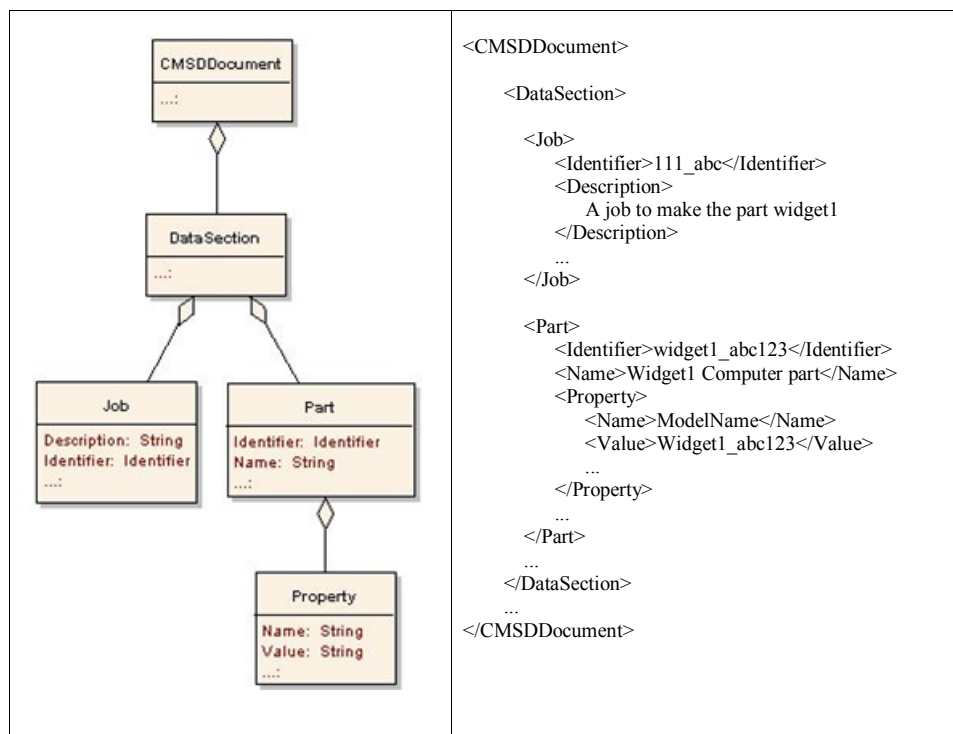 CMSDDocument
...:
DataSection
...:
Job
Description: String
Identifier: Identifier
...:
Part
Identifier: Identifier
Name: String
...:
Property
Name: String
Value: String
...:
<CMSDDocument>
<DataSection>
<Job>
<Identifier>111_abc</Identifier>
<Description>
A job to make the part widget1
</Description>
...
</Job>
<Part>
<Identifier>widget1_abc123</Identifier>
<Name>Widget1 Computer part</Name>
<Property>
<Name>ModelName</Name>
<Value>Widget1_abc123</Value>
...
</Property>
...
</Part>
...
</DataSection>
...
</CMSDDocument>